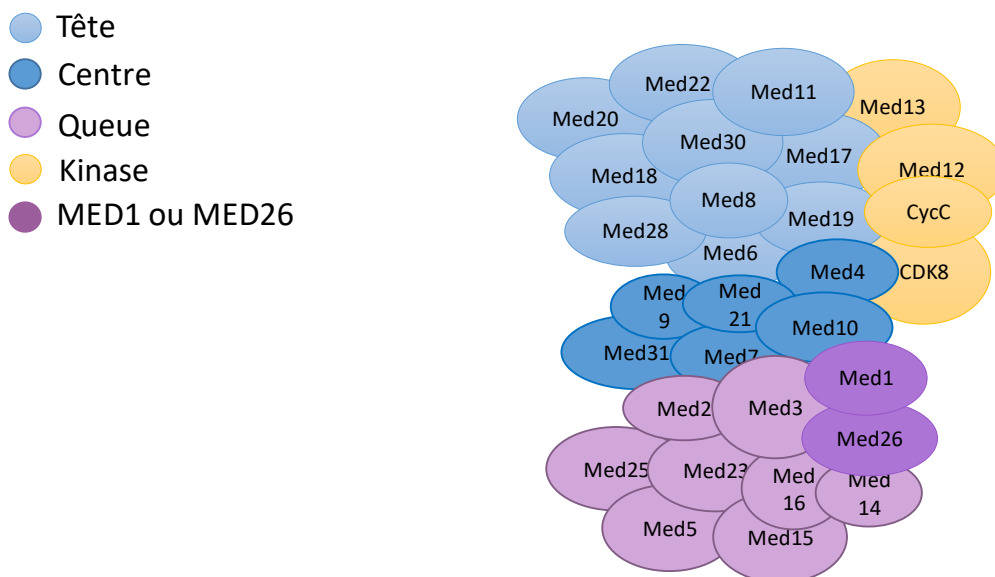 Tête
Centre
Queue
Kinase
MED1 ou MED26
Med22
Med11
Med13
Med20
Med30
Med17
Med12
Med18
Med8
CycC
Med19
Med28
Med6
Med4
CDK8
Med
9
Med
21
Med10
Med31
Med7
Med1
Med2
Med3
Med26
Med25
Med23
Med
16
Med
14
Med5
Med15